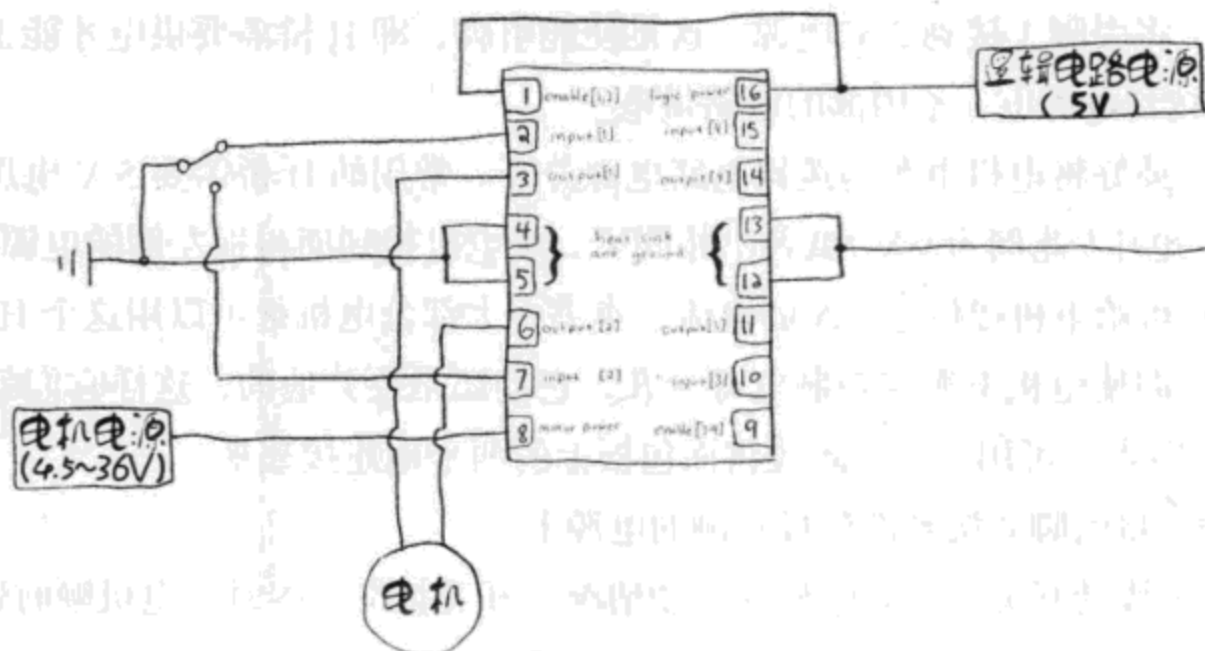 逻辑电路电源
(5V)
1 enable[1,2] logic power 16
2 input[1] input[4] 15
3 output[1] output[4] 14
4 heat sink 13
5 and ground 12
6 output[2] output[3] 11
7 input [2] input[3] 10
8 motor power enable[3,4] 9
电机电源
(4.5~36V)
电机